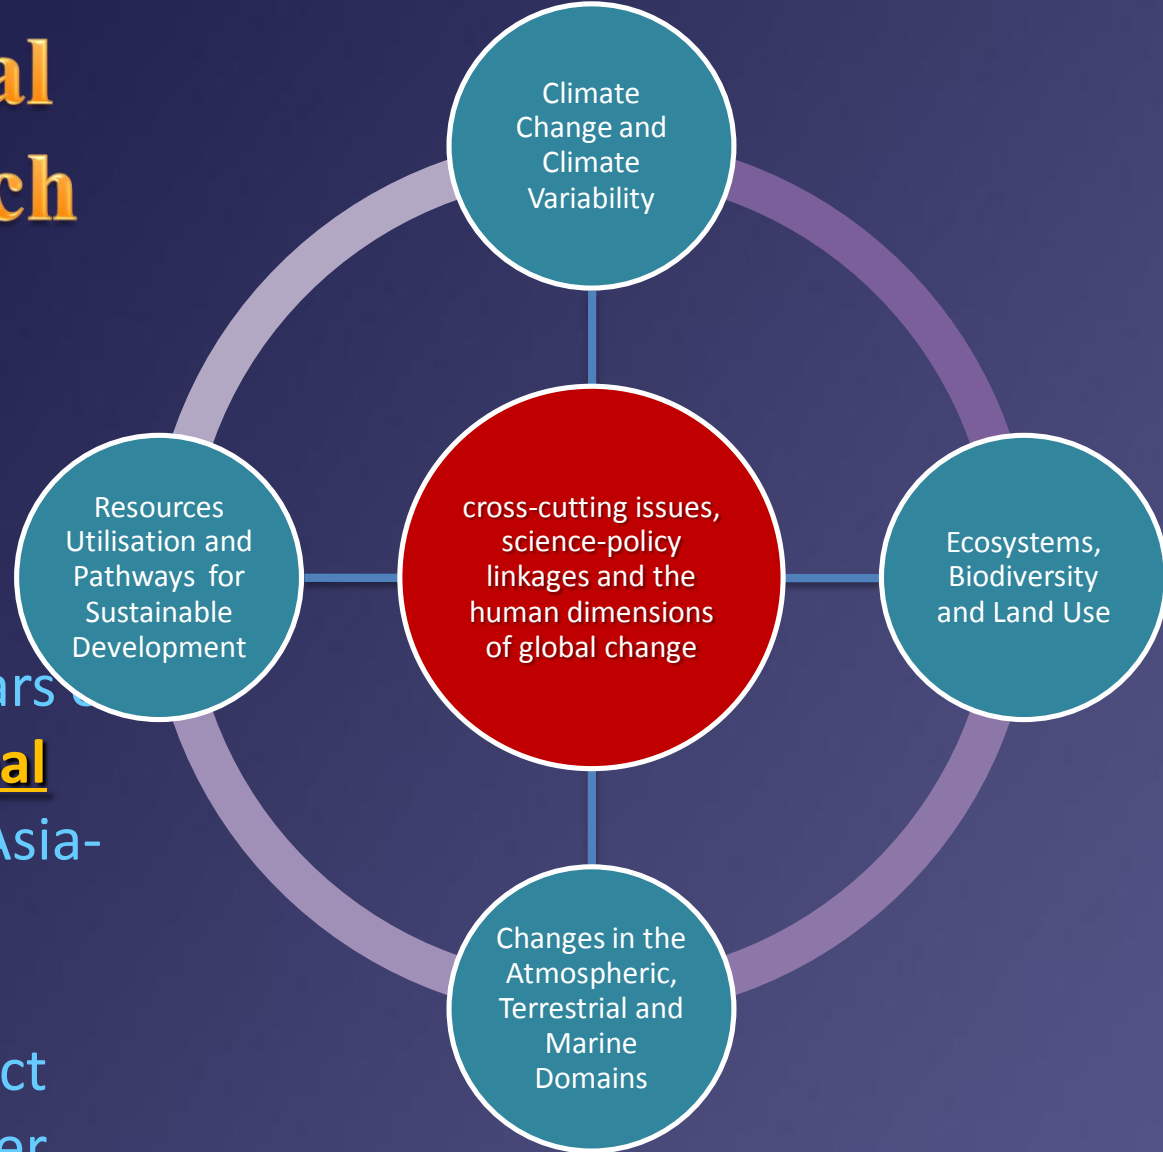 al
ch
Climate
Change and
Climate
Variability
Resources
Utilisation and
Pathways for
Sustainable
Development
cross-cutting issues,
science-policy
linkages and the
human dimensions
of global change
Ecosystems,
Biodiversity
and Land Use
Changes in the
Atmospheric,
Terrestrial and
Marine
Domains
ars
al
Asia-
ct
er